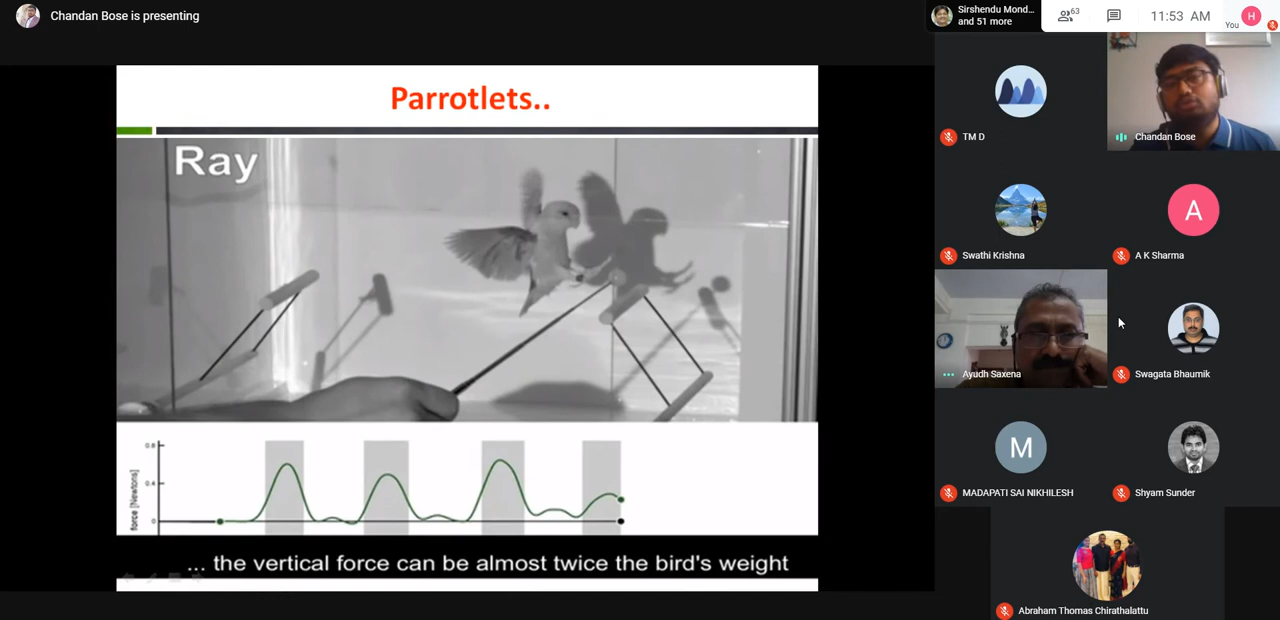 Chandan Bose is presenting
Sirshendu Mond...
and 51 more
63
11:53 AM
You
H
Parrotlets..
Ray
TM D
Chandan Bose
Swathi Krishna
A
A K Sharma
Ayudh Saxena
Swagata Bhaumik
M
MADAPATI SAI NIKHILESH
Shyam Sunder
Abraham Thomas Chirathalattu
force [Newtons]
0.8
0.4
0
... the vertical force can be almost twice the bird's weight